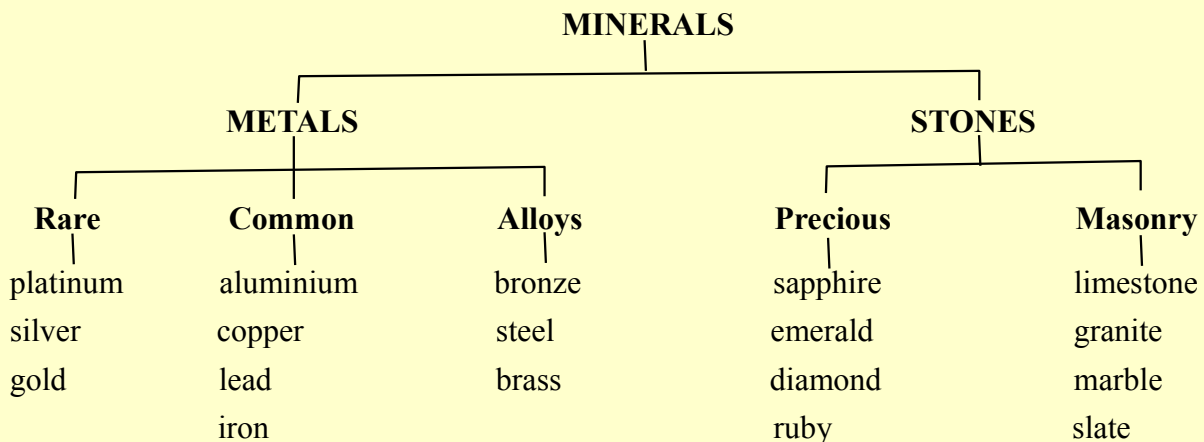 MINERALS
METALS STONES
Rare Common Alloys Precious Masonry
platinum aluminium bronze sapphire limestone
silver copper steel emerald granite
gold lead brass diamond marble
iron ruby slate